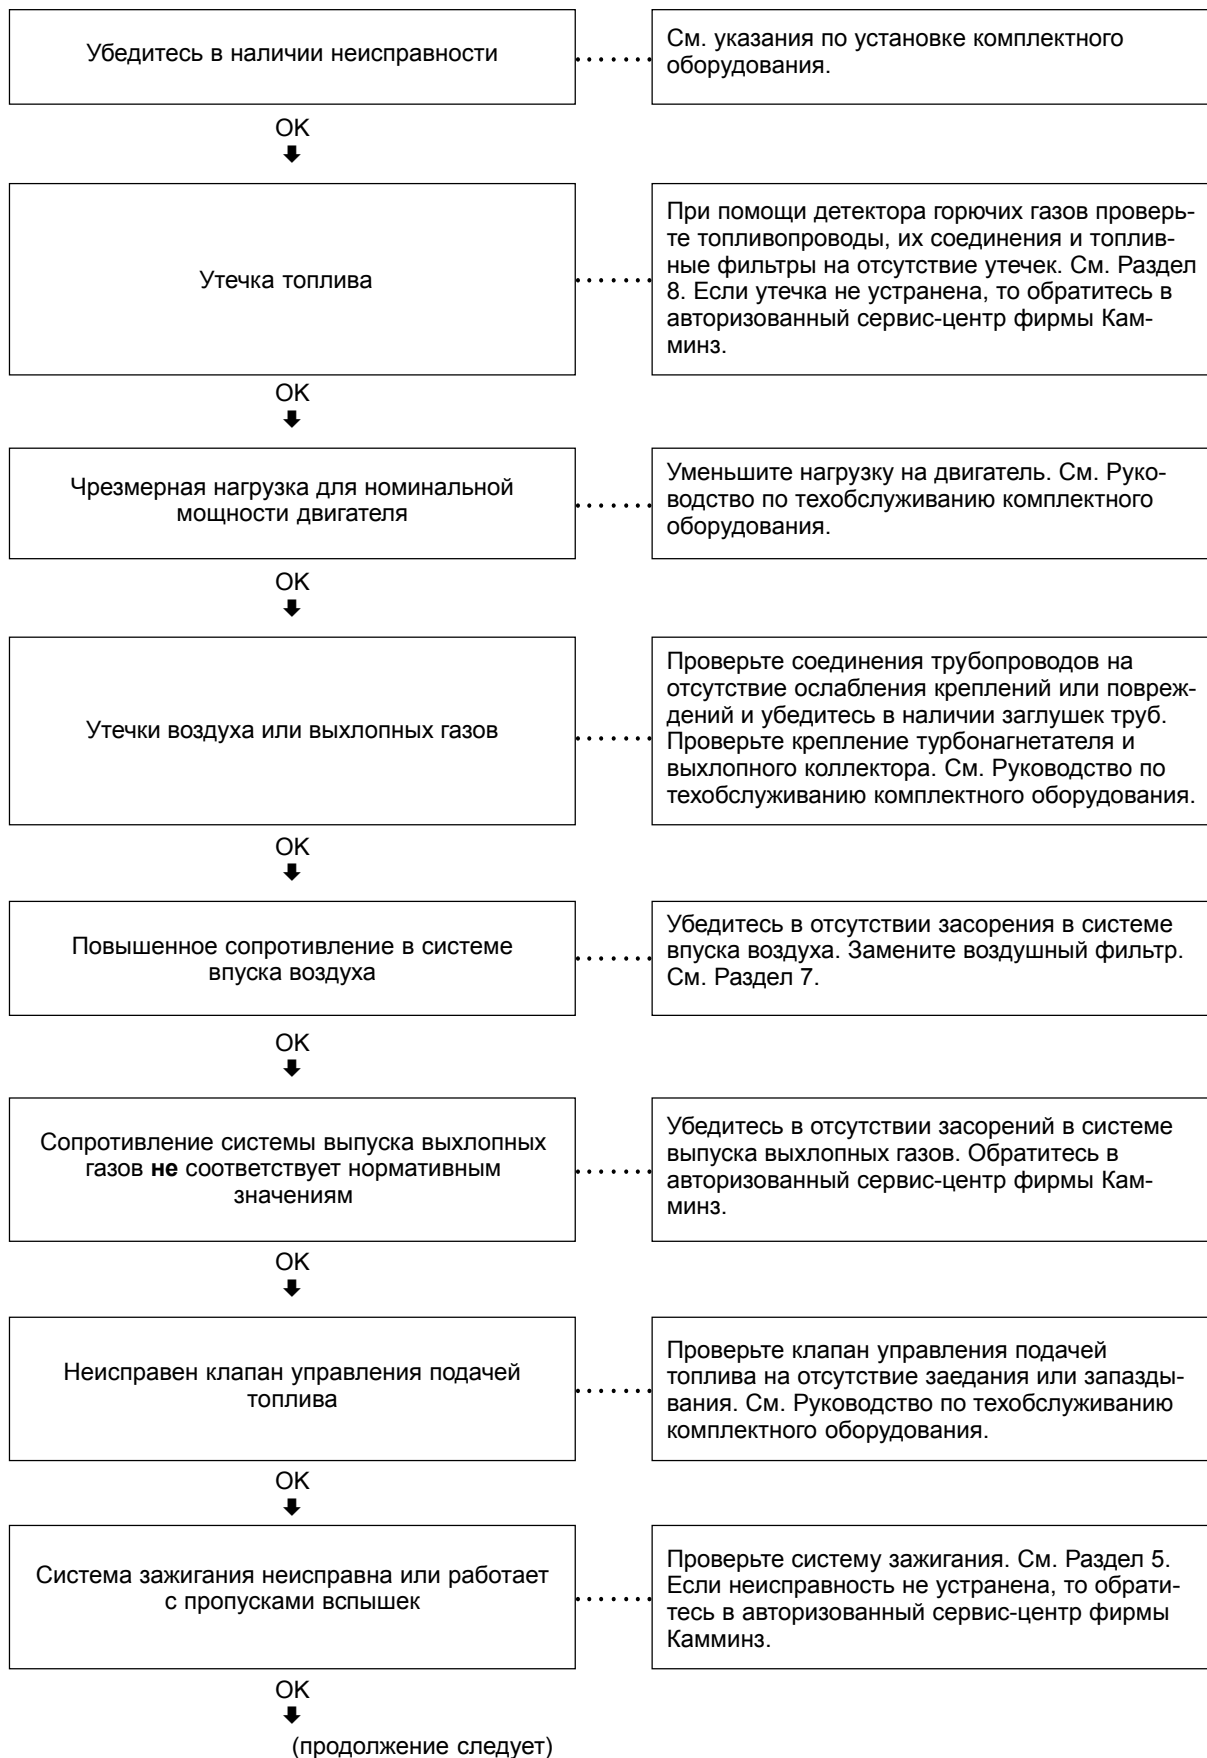 Убедитесь в наличии неисправности
См. указания по установке комплектного
оборудования.
OK
Утечка топлива
При помощи детектора горючих газов проверь-
те топливопроводы, их соединения и топлив-
ные фильтры на отсутствие утечек. См. Раздел
8. Если утечка не устранена, то обратитесь в
авторизованный сервис-центр фирмы Кам-
минз.
OK
Чрезмерная нагрузка для номинальной
мощности двигателя
Уменьшите нагрузку на двигатель. См. Руко-
водство по техобслуживанию комплектного
оборудования.
OK
Утечки воздуха или выхлопных газов
Проверьте соединения трубопроводов на
отсутствие ослабления креплений или повреж-
дений и убедитесь в наличии заглушек труб.
Проверьте крепление турбонагнетателя и
выхлопного коллектора. См. Руководство по
техобслуживанию комплектного оборудования.
OK
Повышенное сопротивление в системе
впуска воздуха
Убедитесь в отсутствии засорения в системе
впуска воздуха. Замените воздушный фильтр.
См. Раздел 7.
OK
Сопротивление системы выпуска выхлопных
газов не соответствует нормативным
значениям
Убедитесь в отсутствии засорений в системе
выпуска выхлопных газов. Обратитесь в
авторизованный сервис-центр фирмы Кам-
минз.
OK
Неисправен клапан управления подачей
топлива
Проверьте клапан управления подачей
топлива на отсутствие заедания или запазды-
вания. См. Руководство по техобслуживанию
комплектного оборудования.
OK
Система зажигания неисправна или работает
с пропусками вспышек
Проверьте систему зажигания. См. Раздел 5.
Если неисправность не устранена, то обрати-
тесь в авторизованный сервис-центр фирмы
Камминз.
OK
(продолжение следует)